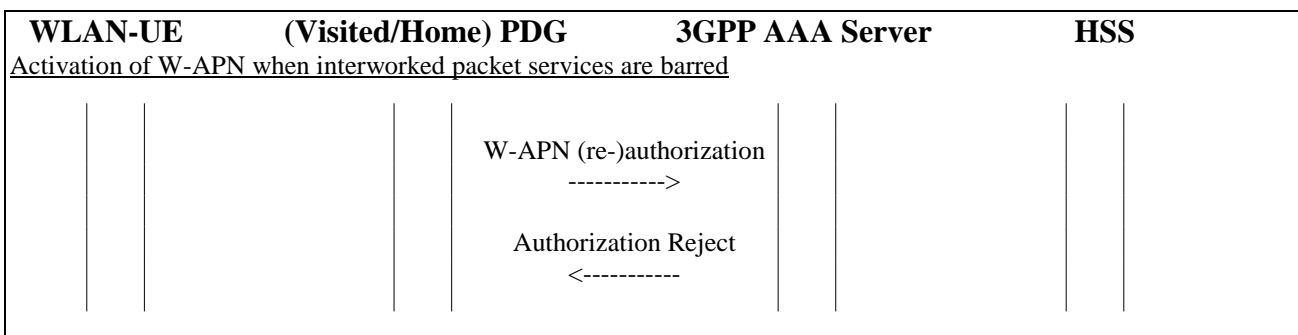 WLAN-UE (Visited/Home) PDG 3GPP AAA Server HSS
Activation of W-APN when interworked packet services are barred
W-APN (re-)authorization
----------->
Authorization Reject
<-----------